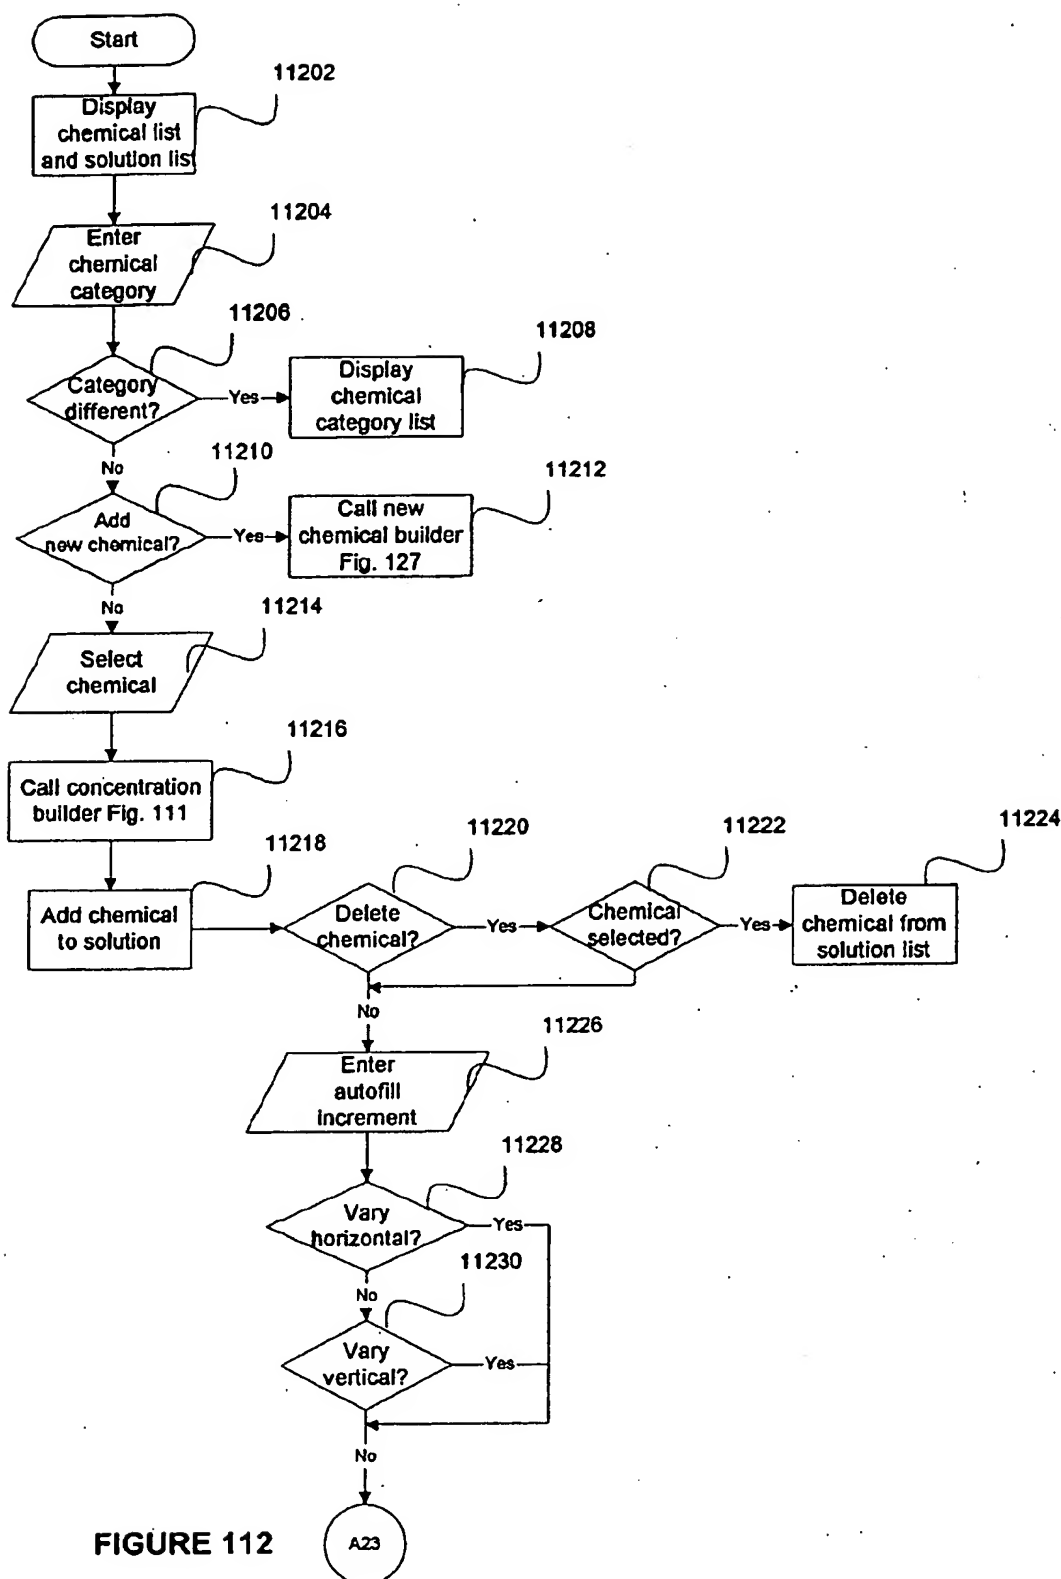 Start
11202
Display
chemical list
and solution list
11204
Enter
chemical
category
11206
Category
different?
Yes
11208
Display
chemical
category list
No
11210
Add
new chemical?
Yes
11212
Call new
chemical builder
Fig. 127
No
11214
Select
chemical
11216
Call concentration
builder Fig. 111
11218
Add chemical
to solution
11220
Delete
chemical?
Yes
11222
Chemical
selected?
Yes
11224
Delete
chemical from
solution list
No
11226
Enter
autofill
increment
11228
Vary
horizontal?
Yes
No
11230
Vary
vertical?
Yes
No
A23
FIGURE 112